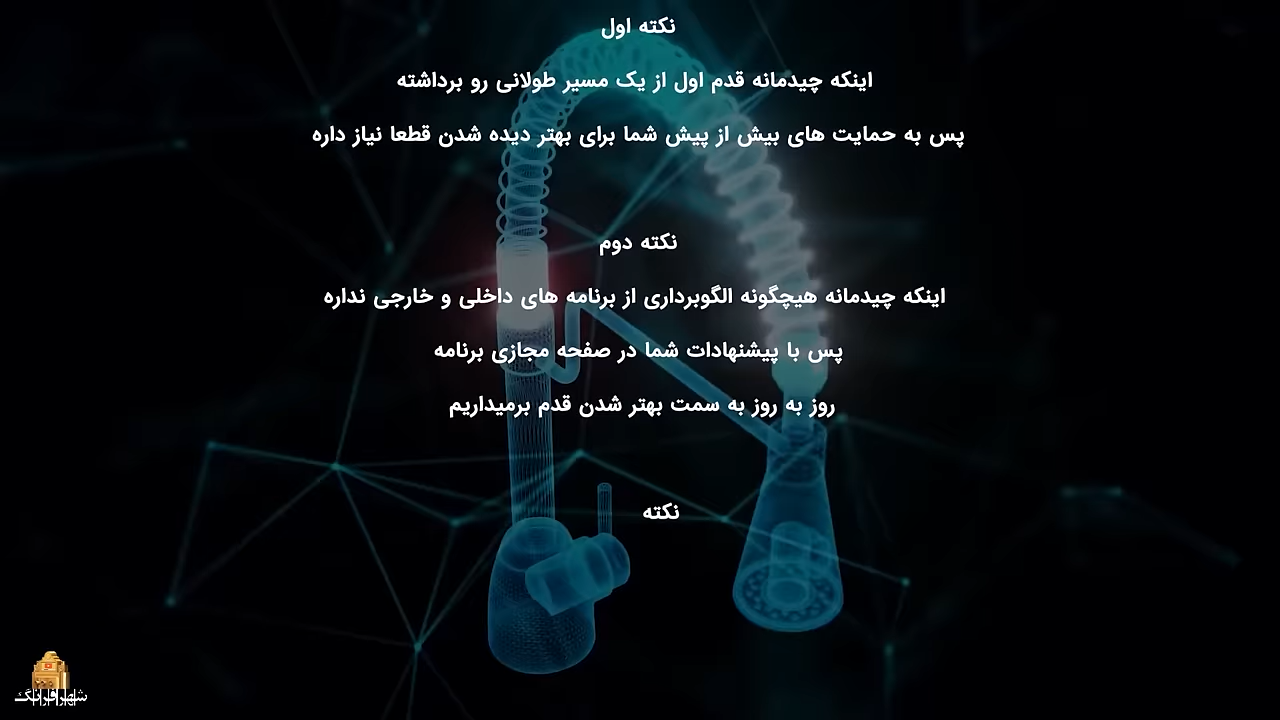 نکته اول
اینکه چیدمانه قدم اول از یک مسیر طولانی رو برداشته
پس به حمایت های بیش از پیش شما برای بهتر دیده شدن قطعا نیاز داره
نکته دوم
اینکه چیدمانه هیچگونه الگوبرداری از برنامه های داخلی و خارجی نداره
پس با پیشنهادات شما در صفحه مجازی برنامه
روز به روز به سمت بهتر شدن قدم برمیداریم
نکته
شهر فرانگ